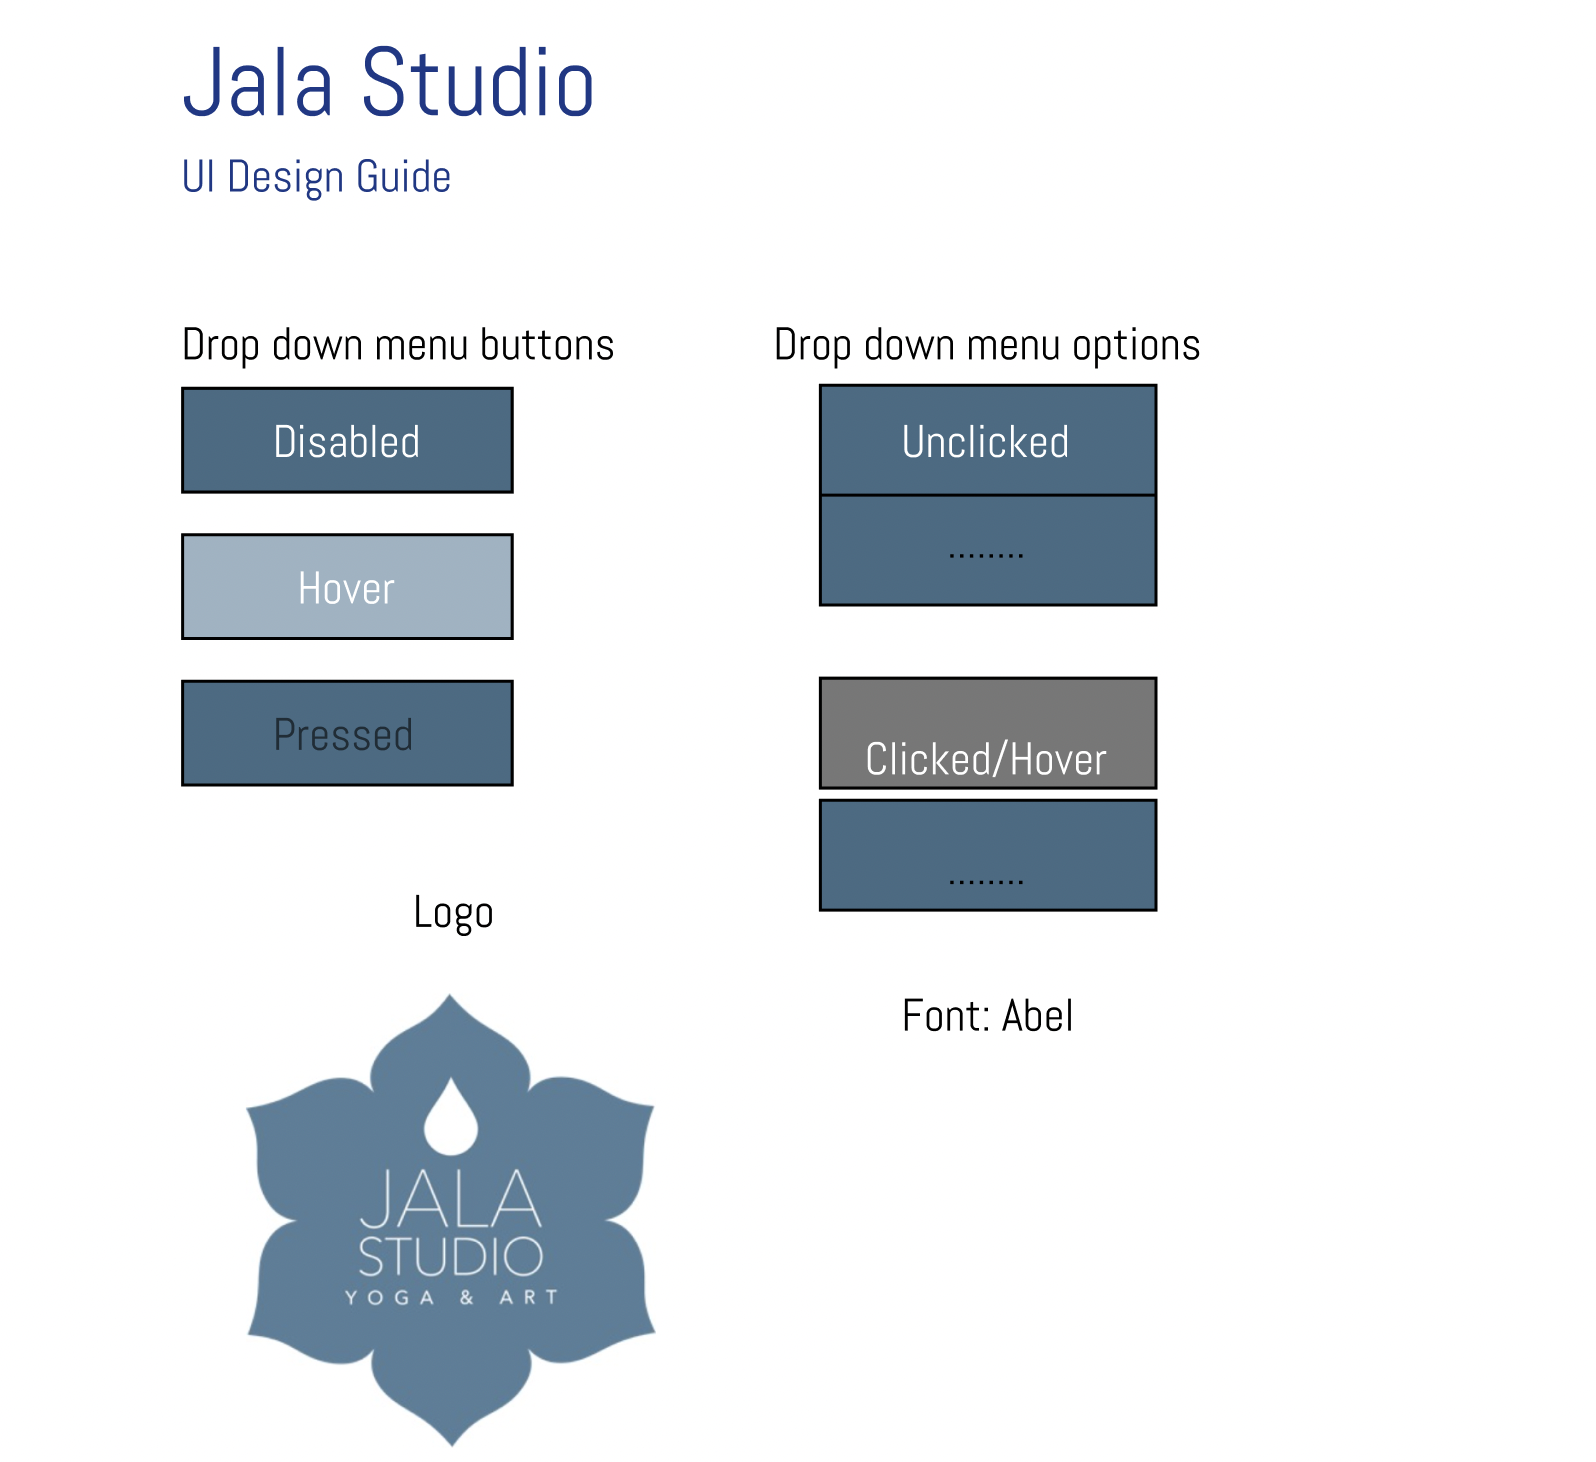 Jala Studio
UI Design Guide
Drop down menu buttons
Disabled
Hover
Pressed
Drop down menu options
Unclicked
........
Clicked/Hover
........
Logo
JALA
STUDIO
YOGA & ART
Font: Abel